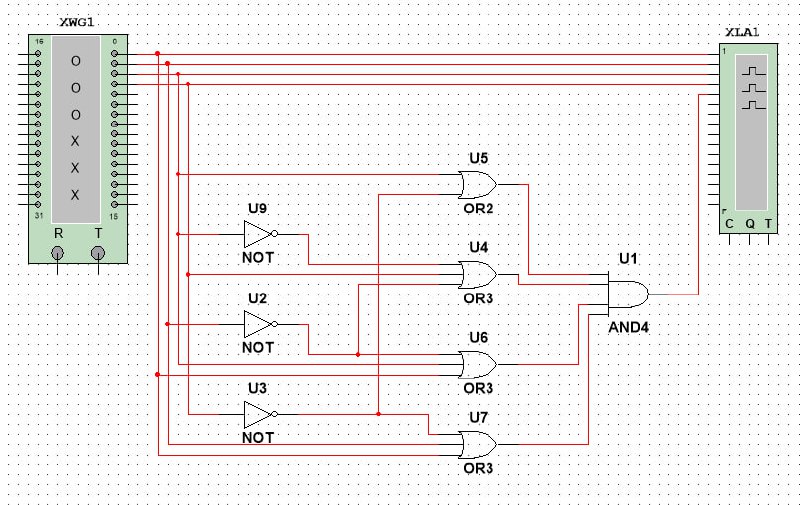 XWG1
XLA1
16 0
1
O
O
O
X
X
X
31 15
R T
F
C Q T
U5
OR2
U9
NOT
U4
OR3
U1
AND4
U2
NOT
U6
OR3
U3
NOT
U7
OR3